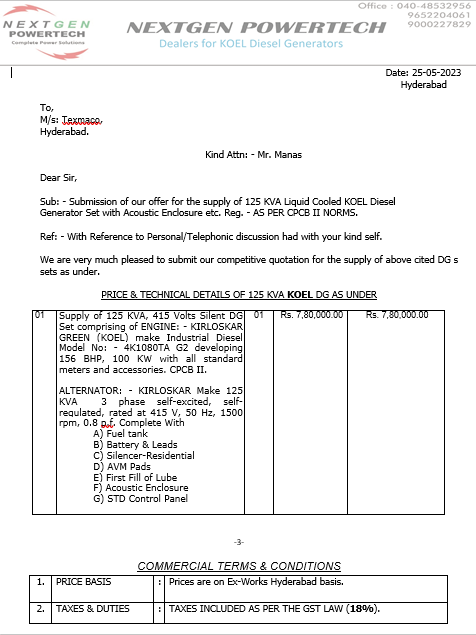 NEXTGEN
POWERTECH
Complete Power Solutions
NEXTGEN POWERTECH
Dealers for KOEL Diesel Generators
Office : 040-48532956
9652204061
9000227829
Date: 25-05-2023
Hyderabad
To,
M/s: Texmaco,
Hyderabad.
Kind Attn: - Mr. Manas
Dear Sir,
Sub: - Submission of our offer for the supply of 125 KVA Liquid Cooled KOEL Diesel
Generator Set with Acoustic Enclosure etc. Reg. - AS PER CPCB II NORMS.
Ref: - With Reference to Personal/Telephonic discussion had with your kind self.
We are very much pleased to submit our competitive quotation for the supply of above cited DG s
sets as under.
PRICE & TECHNICAL DETAILS OF 125 KVA KOEL DG AS UNDER
01 Supply of 125 KVA, 415 Volts Silent DG 01 Rs. 7,80,000.00 Rs. 7,80,000.00
Set comprising of ENGINE: - KIRLOSKAR
GREEN (KOEL) make Industrial Diesel
Model No: - 4K1080TA G2 developing
156 BHP, 100 KW with all standard
meters and accessories. CPCB II.
ALTERNATOR: - KIRLOSKAR Make 125
KVA 3 phase self-excited, self-
regulated, rated at 415 V, 50 Hz, 1500
rpm, 0.8 p.f. Complete With
A) Fuel tank
B) Battery & Leads
C) Silencer-Residential
D) AVM Pads
E) First Fill of Lube
F) Acoustic Enclosure
G) STD Control Panel
-3-
COMMERCIAL TERMS & CONDITIONS
1. PRICE BASIS : Prices are on Ex-Works Hyderabad basis.
2. TAXES & DUTIES : TAXES INCLUDED AS PER THE GST LAW (18%).